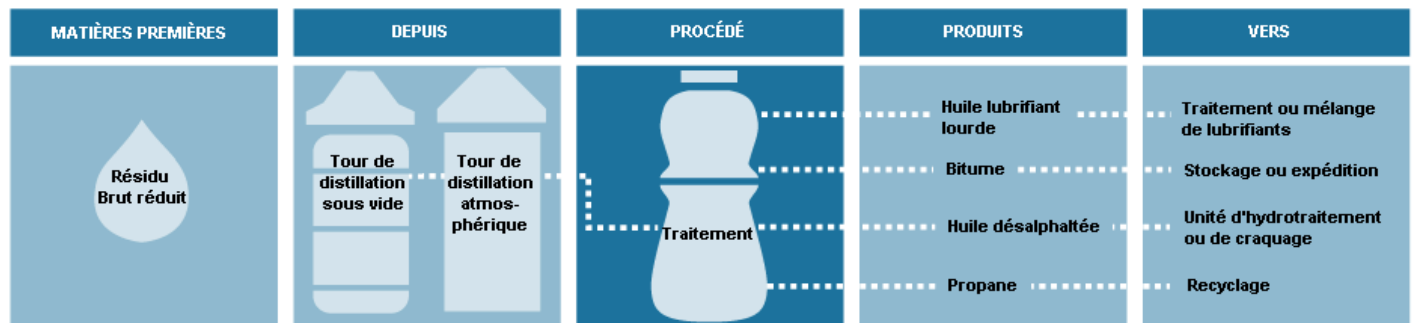 MATIÈRES PREMIÈRES
DEPUIS
PROCÉDÉ
PRODUITS
VERS
Résidu
Brut réduit
Tour de
distillation
sous vide
Tour de
distillation
atmos-
phérique
Traitement
Huile lubrifiant
lourde
Bitume
Huile désalphaltée
Propane
Traitement ou mélange
de lubrifiants
Stockage ou expédition
Unité d'hydrotraitement
ou de craquage
Recyclage